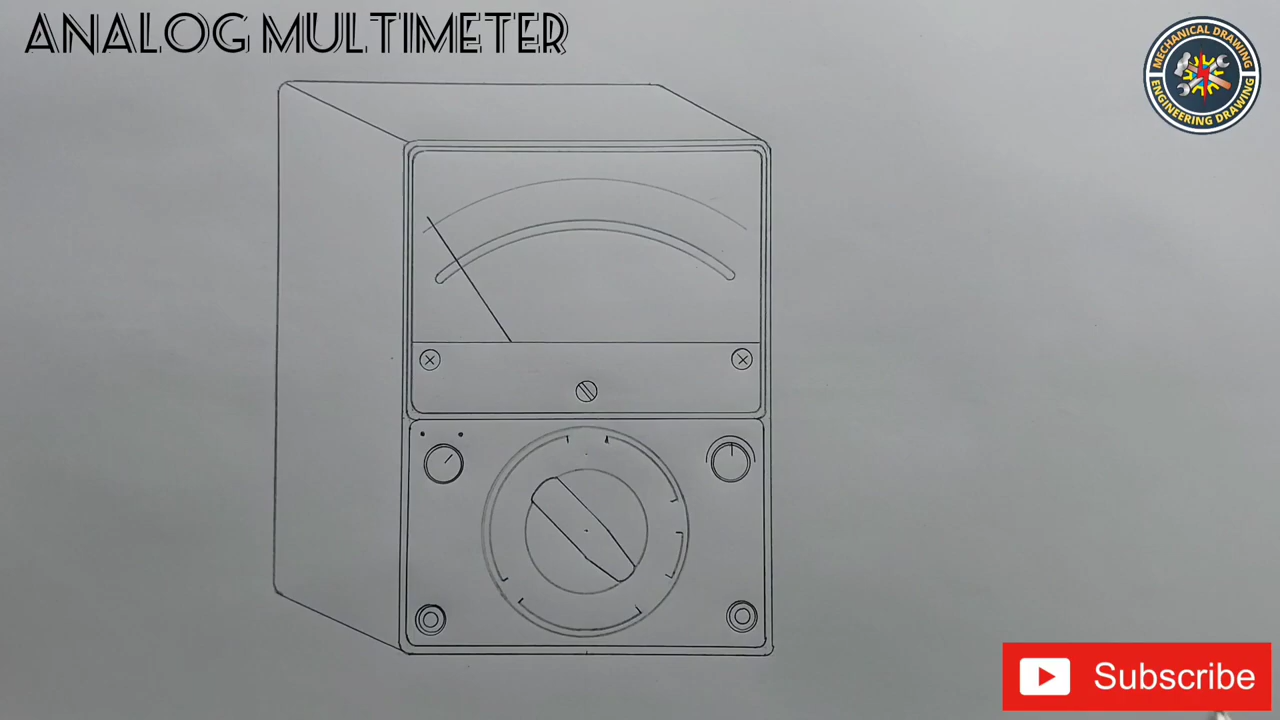 ANALOG MULTIMETER
MECHANICAL DRAWING
ENGINEERING DRAWING
Subscribe